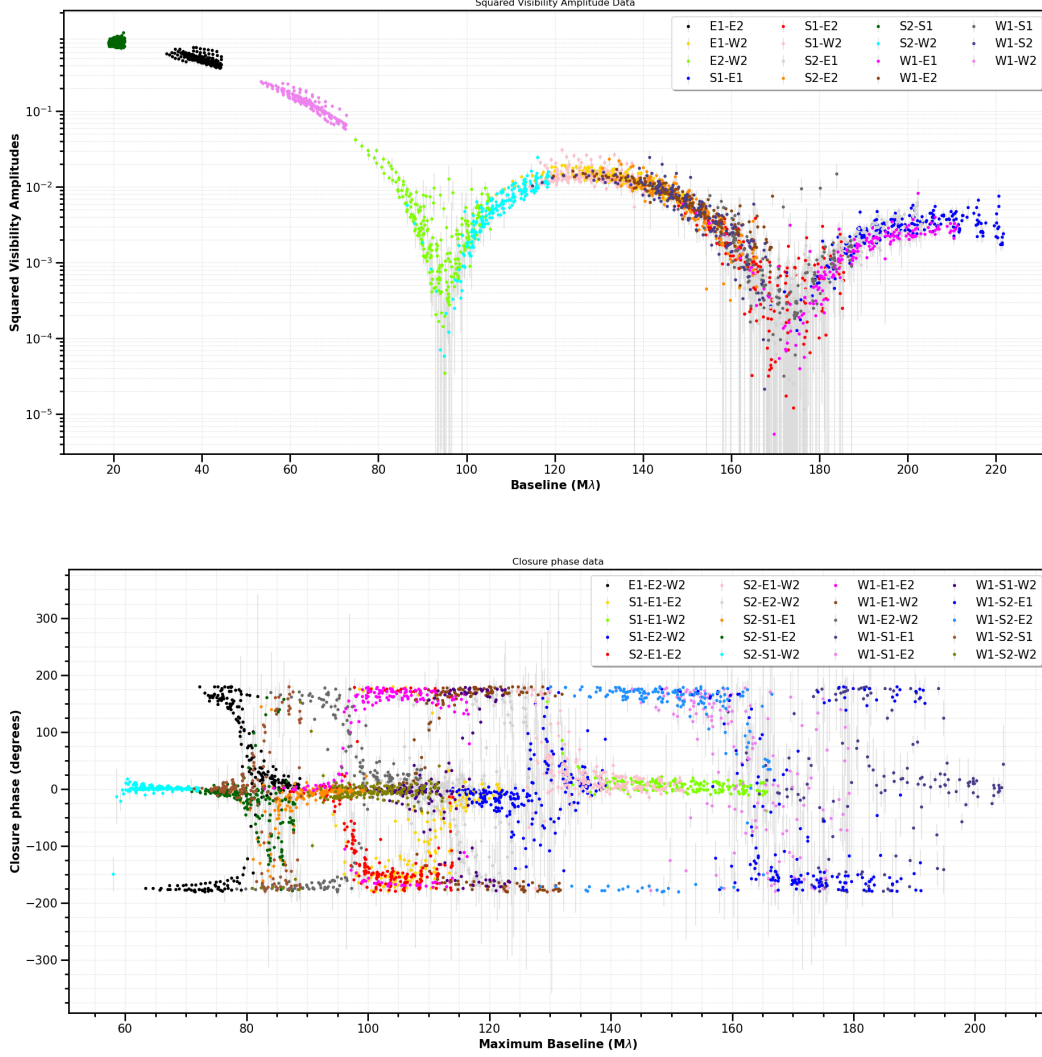 Squared Visibility Amplitude Data
E1-E2 S1-E2 S2-S1 W1-S1
E1-W2 S1-W2 S2-W2 W1-S2
E2-W2 S2-E1 W1-E1 W1-W2
S1-E1 S2-E2 W1-E2
10⁻¹
10⁻²
10⁻³
10⁻⁴
10⁻⁵
Squared Visibility Amplitudes
20 40 60 80 100 120 140 160 180 200 220
Baseline (Mλ)
Closure phase data
E1-E2-W2 S2-E1-W2 W1-E1-E2 W1-S1-W2
S1-E1-E2 S2-E2-W2 W1-E1-W2 W1-S2-E1
S1-E1-W2 S2-S1-E1 W1-E2-W2 W1-S2-E2
S1-E2-W2 S2-S1-E2 W1-S1-E1 W1-S2-S1
S2-E1-E2 S2-S1-W2 W1-S1-E2 W1-S2-W2
300
200
100
0
−100
−200
−300
Closure phase (degrees)
60 80 100 120 140 160 180 200
Maximum Baseline (Mλ)